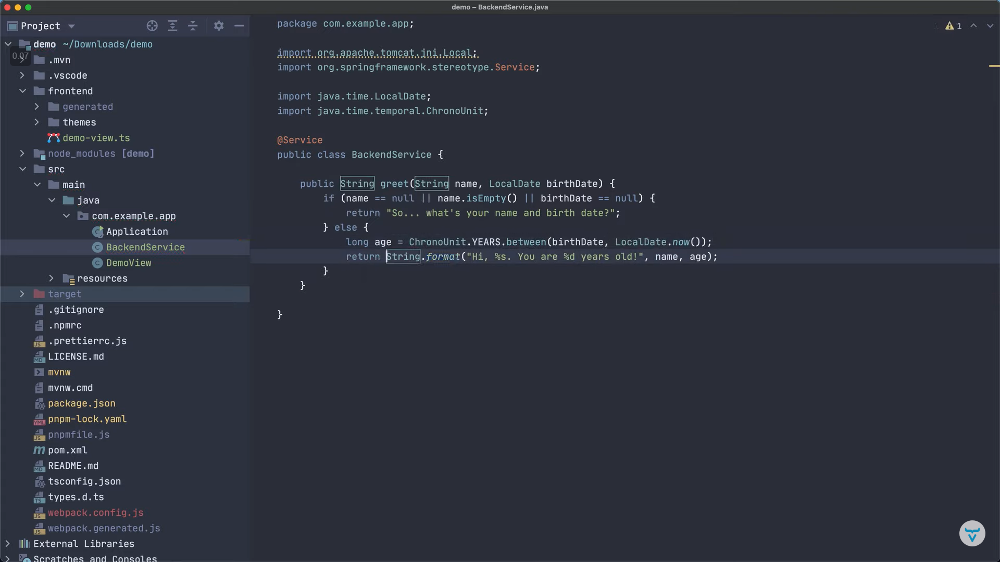 demo – BackendService.java
Project
demo ~/Downloads/demo
0.07
.mvn
.vscode
frontend
generated
themes
demo-view.ts
node_modules [demo]
src
main
java
com.example.app
Application
BackendService
DemoView
resources
target
.gitignore
.npmrc
.prettierrc.js
LICENSE.md
mvnw
mvnw.cmd
package.json
pnpm-lock.yaml
pnpmfile.js
pom.xml
README.md
tsconfig.json
types.d.ts
webpack.config.js
webpack.generated.js
External Libraries
Scratches and Consoles
1
package com.example.app;
import org.apache.tomcat.jni.Local;
import org.springframework.stereotype.Service;
import java.time.LocalDate;
import java.time.temporal.ChronoUnit;
@Service
public class BackendService {
public String greet(String name, LocalDate birthDate) {
if (name == null || name.isEmpty() || birthDate == null) {
return "So... what's your name and birth date?";
} else {
long age = ChronoUnit.YEARS.between(birthDate, LocalDate.now());
return String.format("Hi, %s. You are %d years old!", name, age);
}
}
}